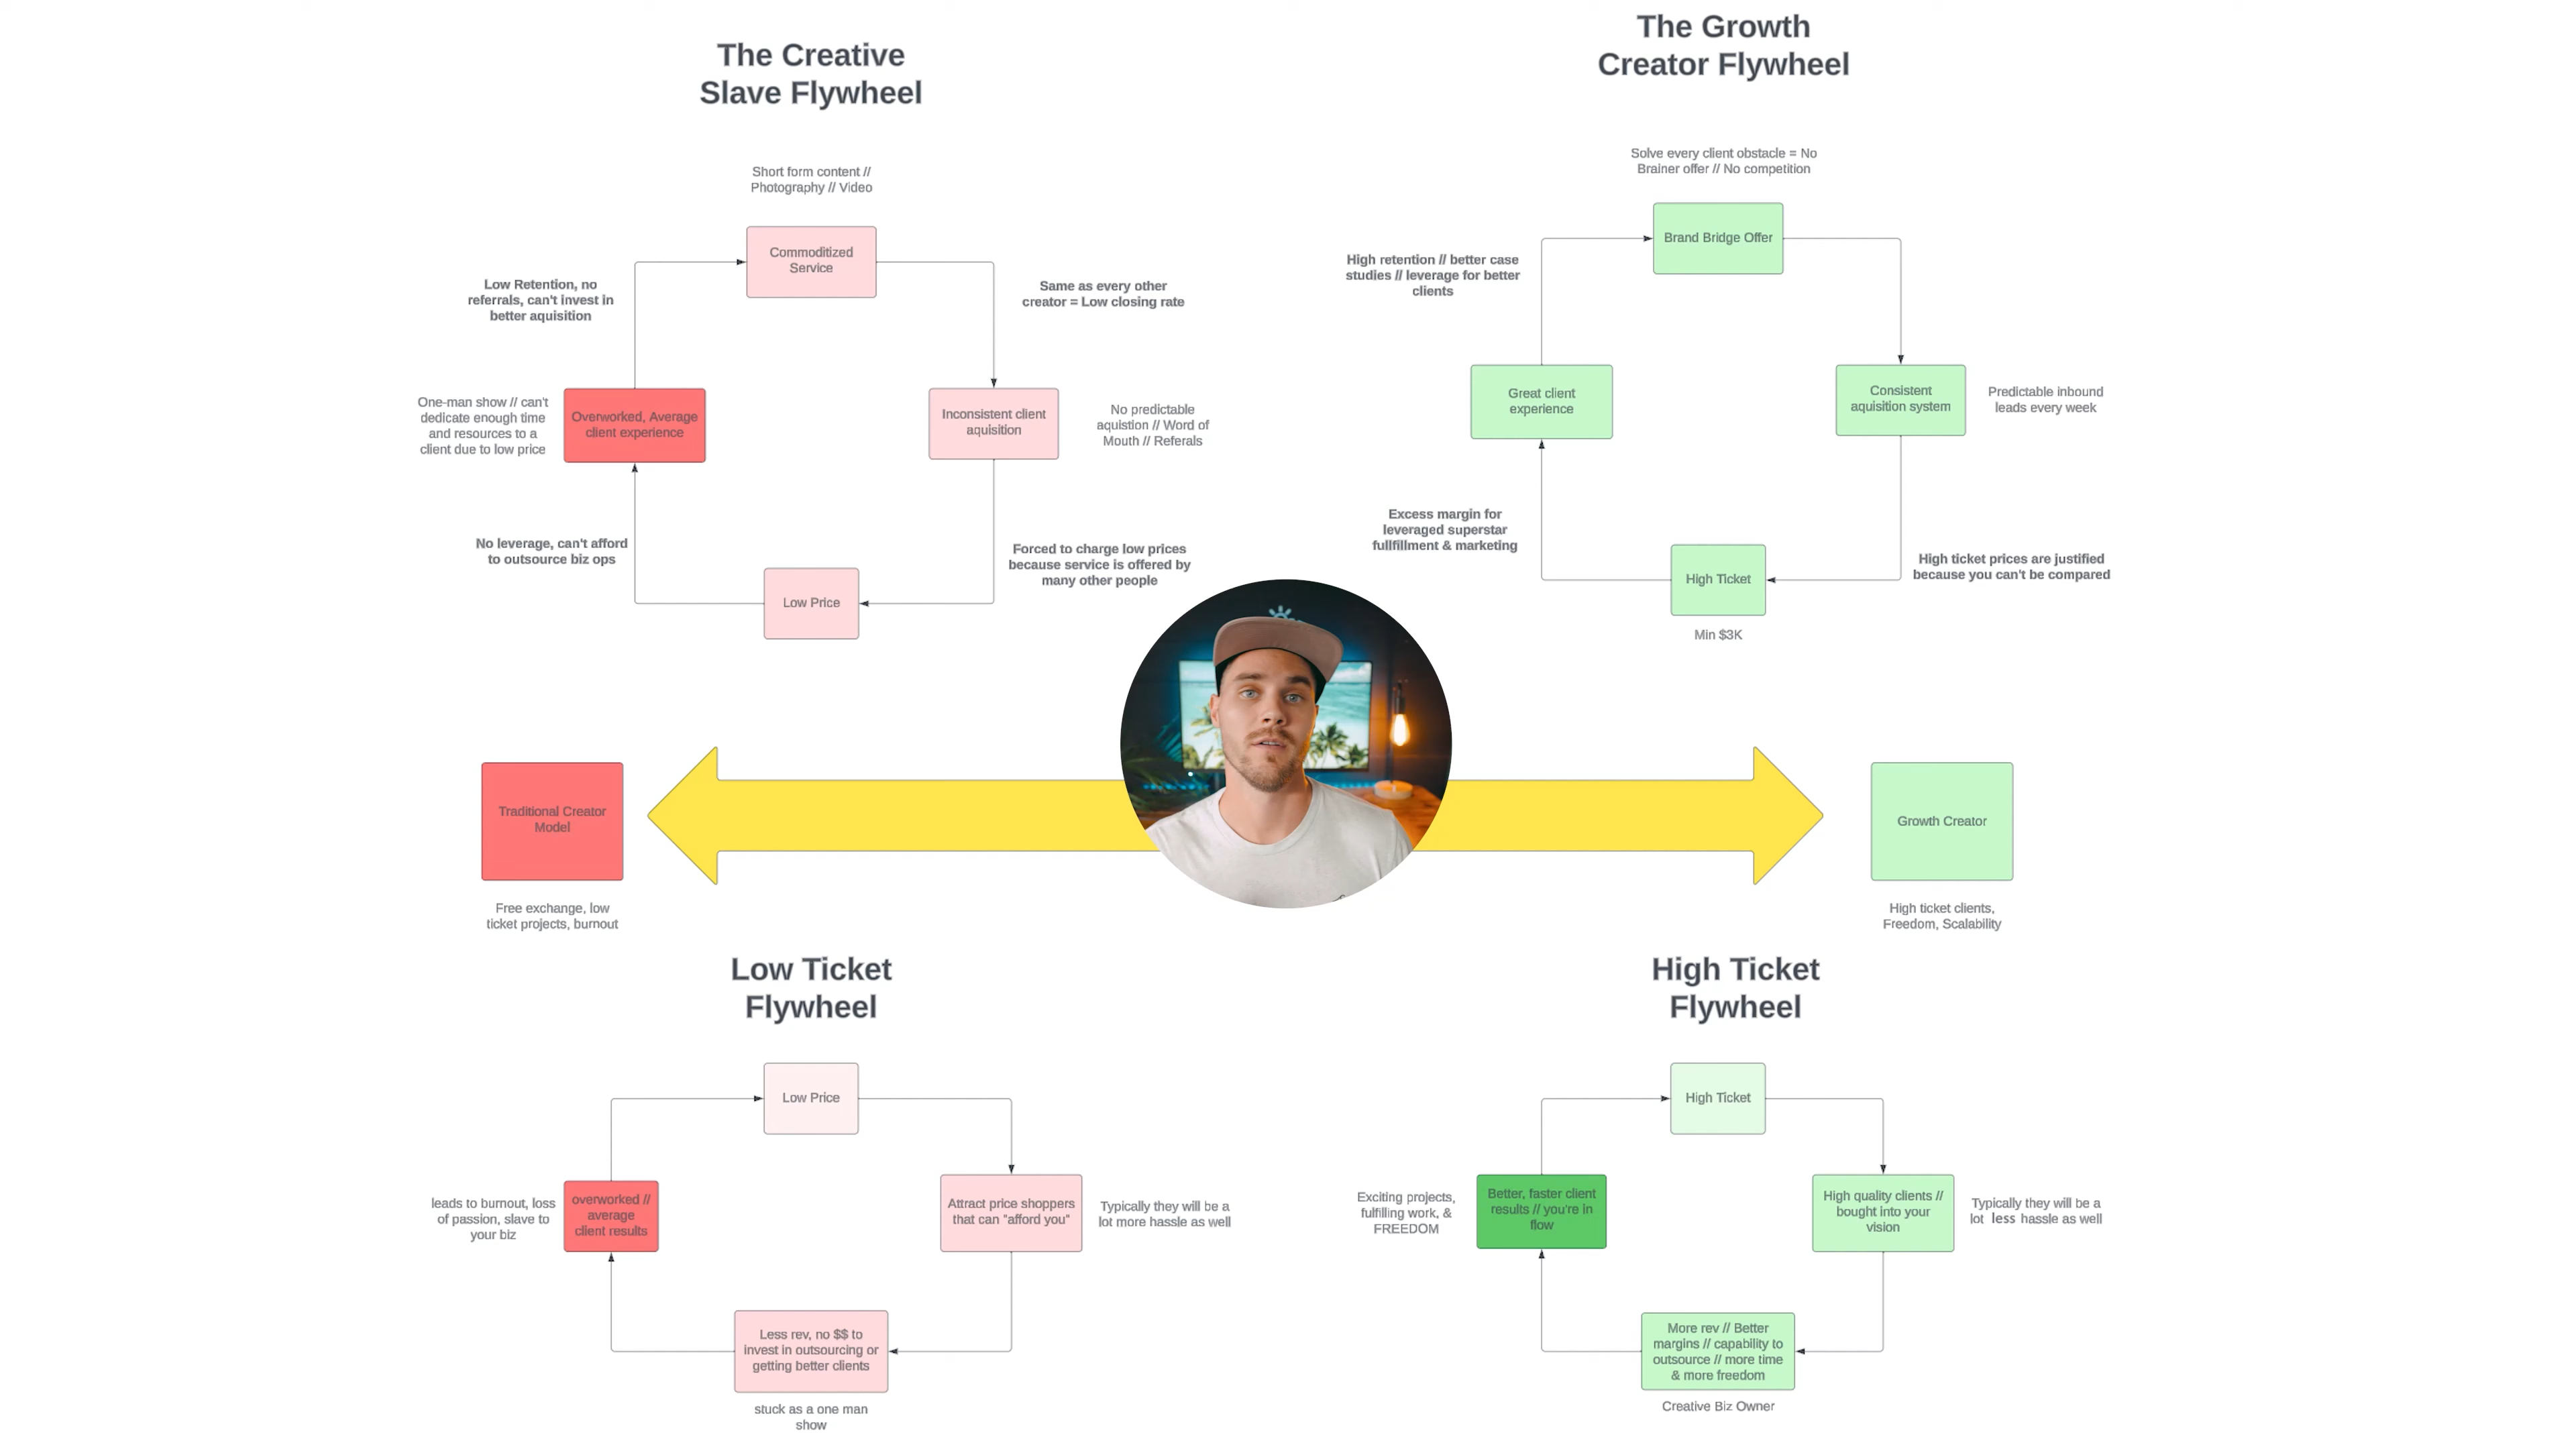 The Creative
Slave Flywheel
Short form content //
Photography // Video
Commoditized
Service
Low Retention, no
referrals, can't invest in
better aquisition
Same as every other
creator = Low closing rate
One-man show // can't
dedicate enough time
and resources to a
client due to low price
Overworked, Average
client experience
Inconsistent client
aquisition
No predictable
aquistion // Word of
Mouth // Referals
No leverage, can't afford
to outsource biz ops
Forced to charge low prices
because service is offered by
many other people
Low Price
The Growth
Creator Flywheel
Solve every client obstacle = No
Brainer offer // No competition
Brand Bridge Offer
High retention // better case
studies // leverage for better
clients
Great client
experience
Consistent
aquisition system
Predictable inbound
leads every week
Excess margin for
leveraged superstar
fullfillment & marketing
High ticket prices are justified
because you can't be compared
High Ticket
Min $3K
Traditional Creator
Model
Free exchange, low
ticket projects, burnout
Growth Creator
High ticket clients,
Freedom, Scalability
Low Ticket
Flywheel
Low Price
leads to burnout, loss
of passion, slave to
your biz
overworked //
average
client results
Attract price shoppers
that can "afford you"
Typically they will be a
lot more hassle as well
Less rev, no $$ to
invest in outsourcing or
getting better clients
stuck as a one man
show
High Ticket
Flywheel
High Ticket
Exciting projects,
fulfilling work, &
FREEDOM
Better, faster client
results // you're in
flow
High quality clients //
bought into your
vision
Typically they will be a
lot less hassle as well
More rev // Better
margins // capability to
outsource // more time
& more freedom
Creative Biz Owner